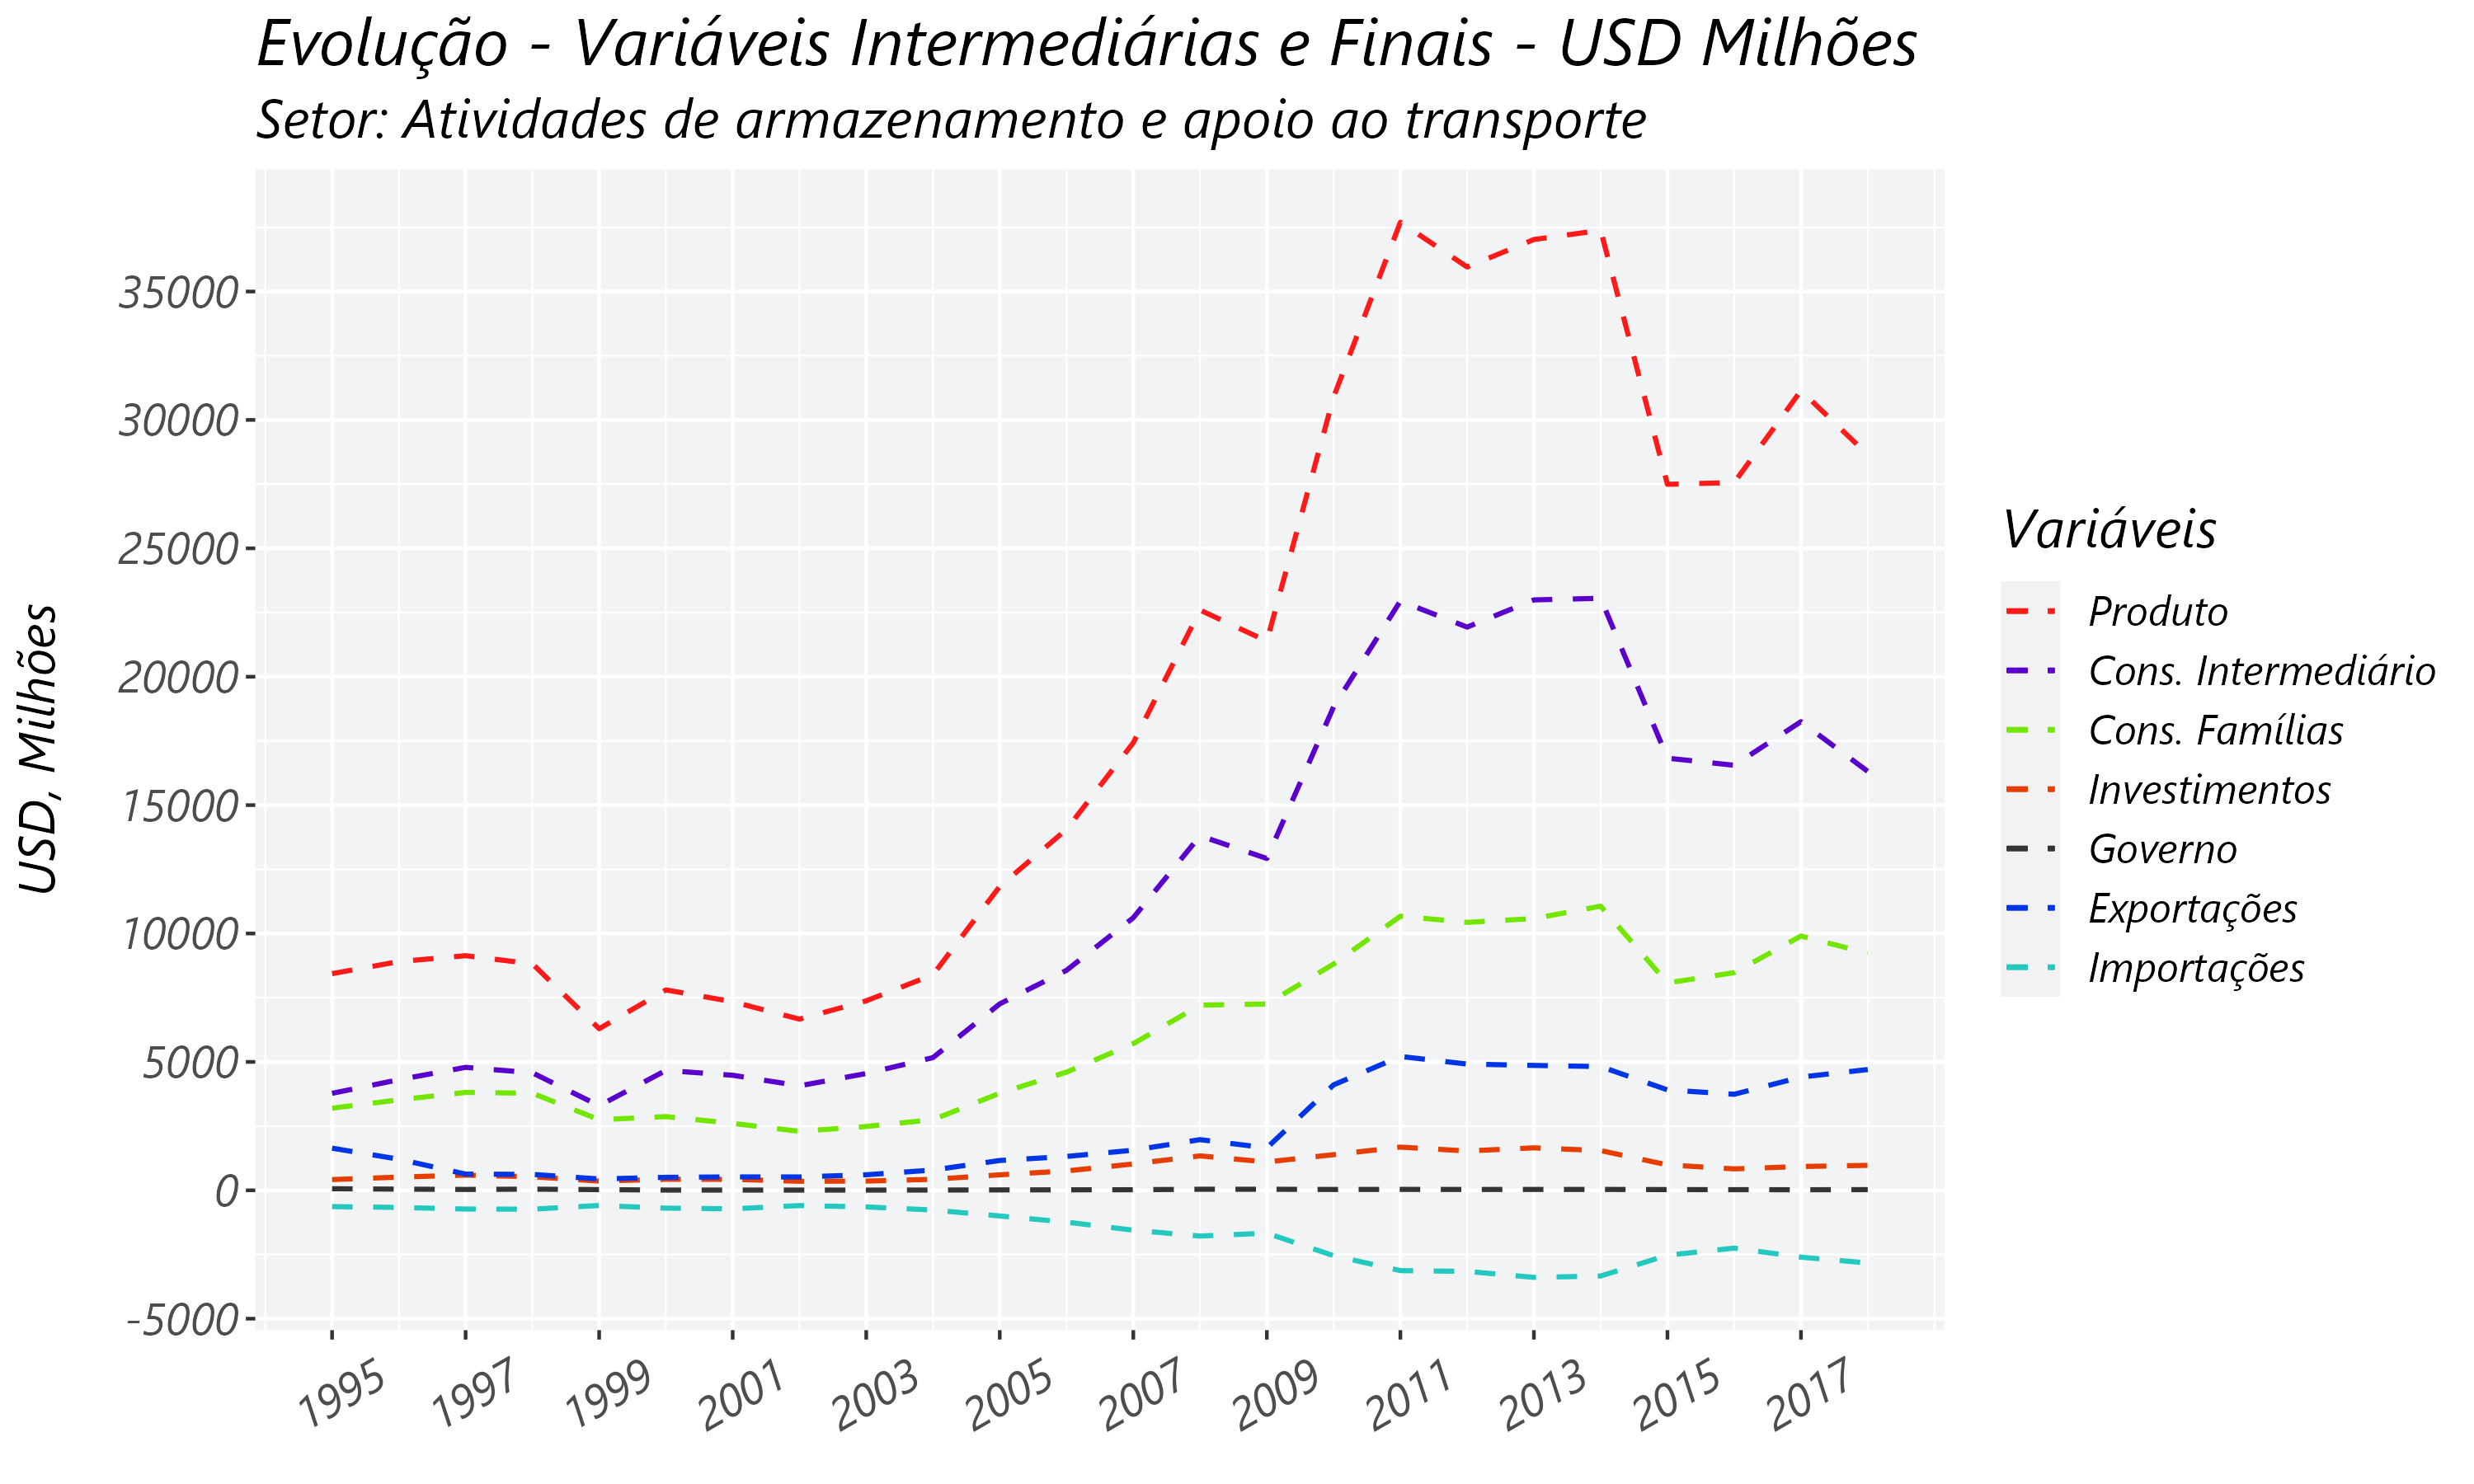 Evolução - Variáveis Intermediárias e Finais - USD Milhões
Setor: Atividades de armazenamento e apoio ao transporte
USD, Milhões
35000
30000
25000
20000
15000
10000
5000
0
-5000
1995
1997
1999
2001
2003
2005
2007
2009
2011
2013
2015
2017
Variáveis
Produto
Cons. Intermediário
Cons. Famílias
Investimentos
Governo
Exportações
Importações